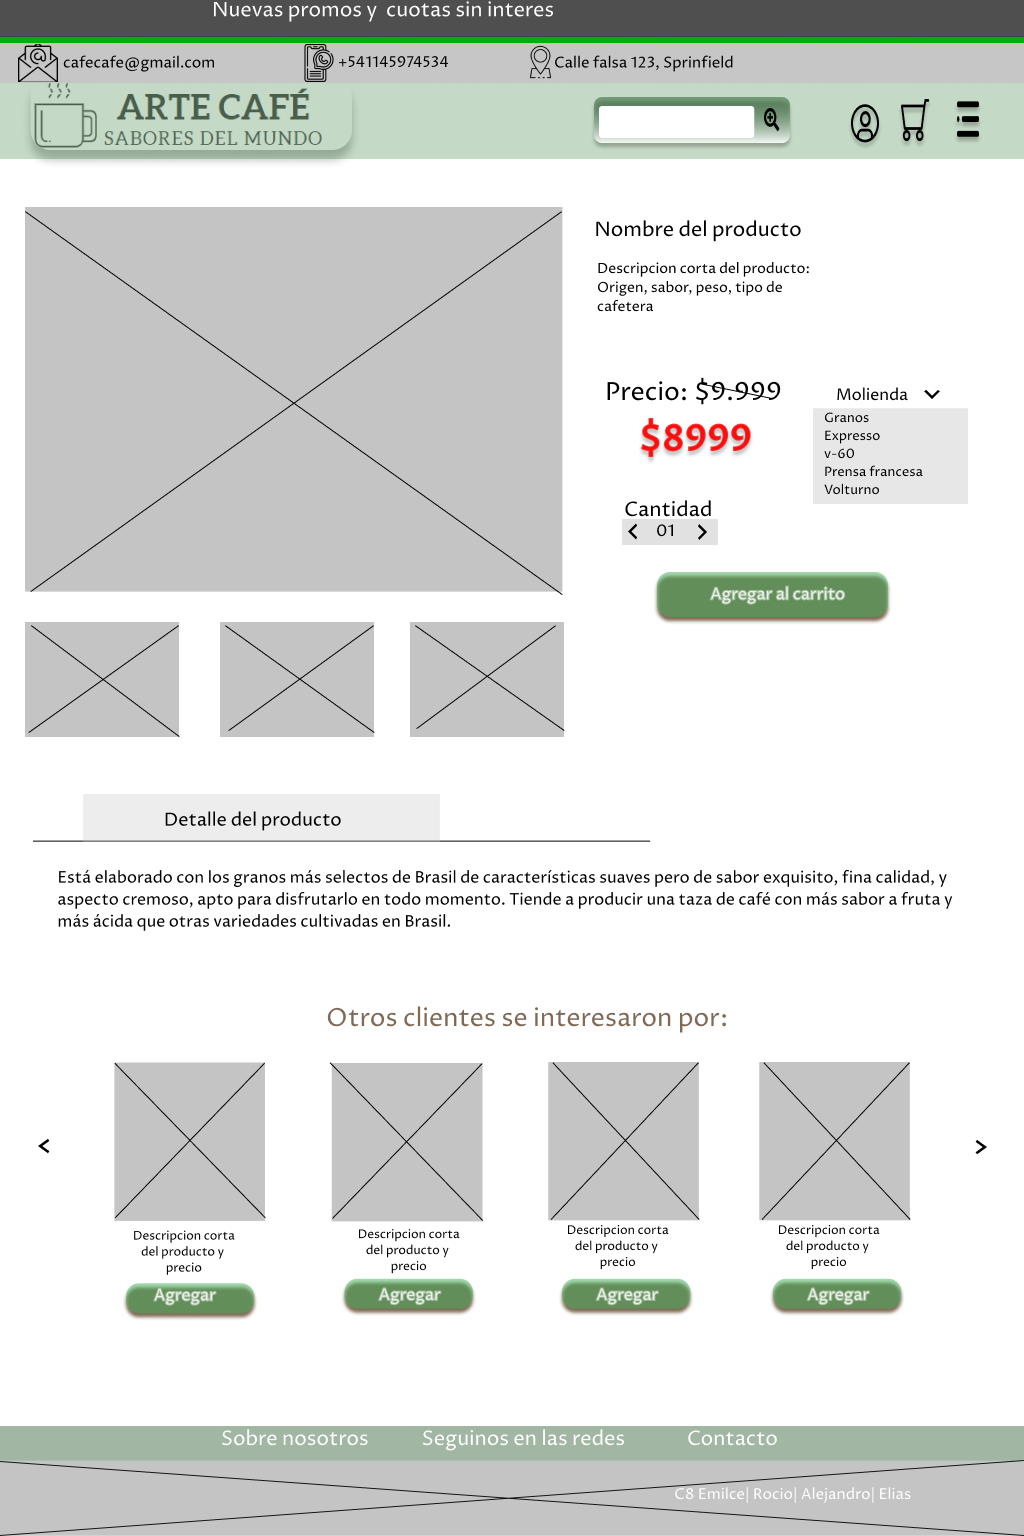 Nuevas promos y cuotas sin interes
cafecafe@gmail.com
+541145974534
Calle falsa 123, Sprinfield
ARTE CAFÉ
SABORES DEL MUNDO
Nombre del producto
Descripcion corta del producto:
Origen, sabor, peso, tipo de
cafetera
Precio: $9.999
$8999
Molienda
Granos
Expresso
v-60
Prensa francesa
Volturno
Cantidad
01
Agregar al carrito
Detalle del producto
Está elaborado con los granos más selectos de Brasil de características suaves pero de sabor exquisito, fina calidad, y
aspecto cremoso, apto para disfrutarlo en todo momento. Tiende a producir una taza de café con más sabor a fruta y
más ácida que otras variedades cultivadas en Brasil.
Otros clientes se interesaron por:
Descripcion corta
del producto y
precio
Agregar
Descripcion corta
del producto y
precio
Agregar
Descripcion corta
del producto y
precio
Agregar
Descripcion corta
del producto y
precio
Agregar
Sobre nosotros
Seguinos en las redes
Contacto
C8 Emilce| Rocio| Alejandro| Elias